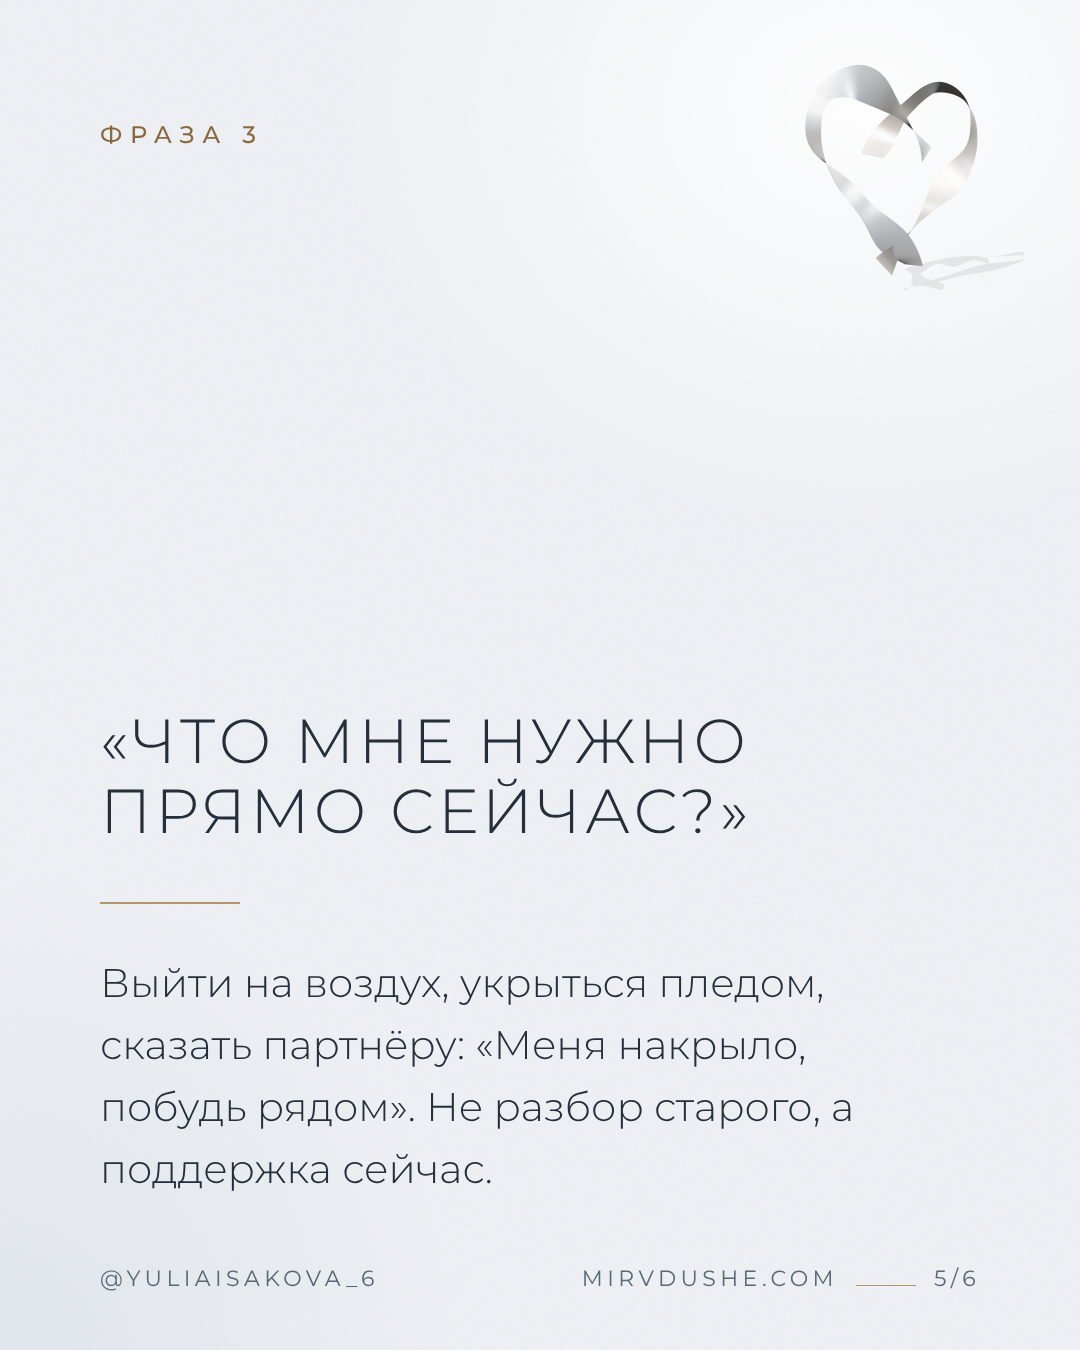 ФРАЗА 3
«ЧТО МНЕ НУЖНО
ПРЯМО СЕЙЧАС?»
Выйти на воздух, укрыться пледом,
сказать партнёру: «Меня накрыло,
побудь рядом». Не разбор старого, а
поддержка сейчас.
@YULIAISAKOVA_6
MIRVDUSHE.COM 5/6